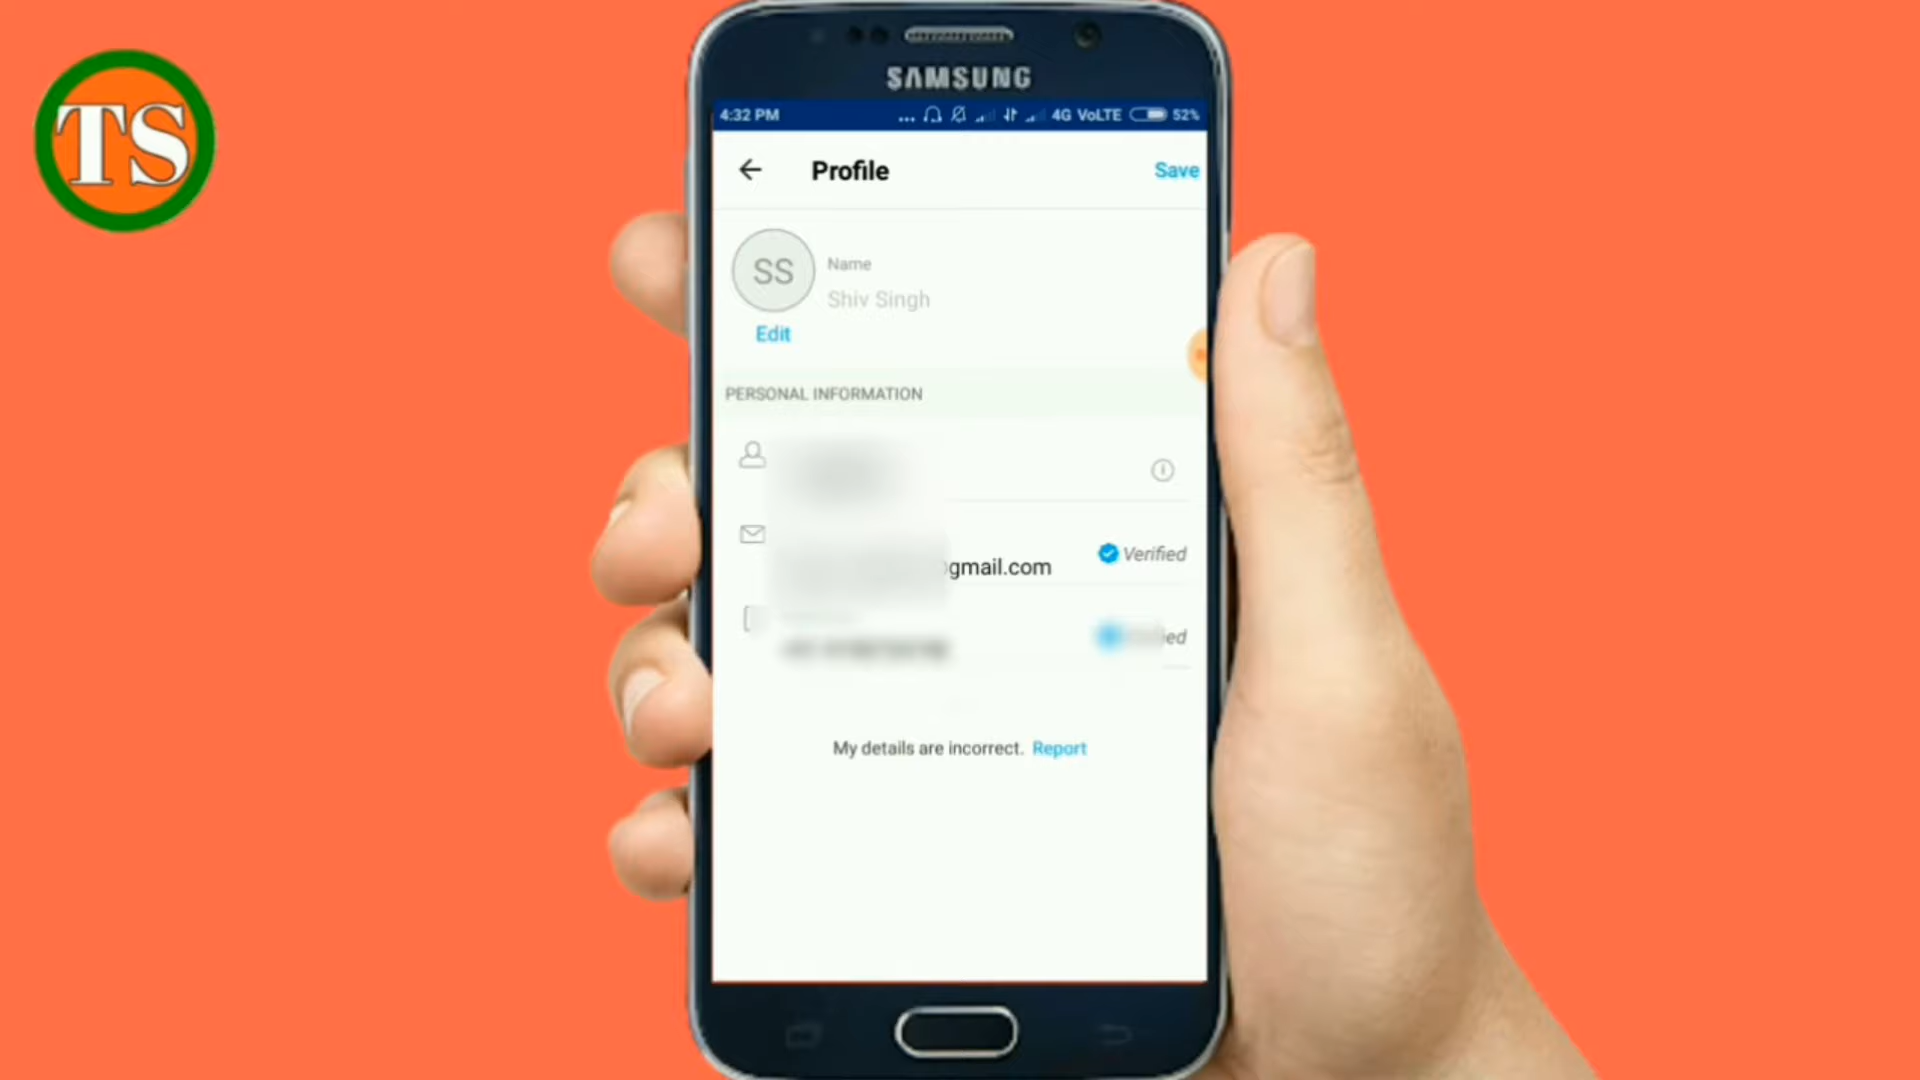 TS
SAMSUNG
4:32 PM ... 4G VoLTE 52%
Profile Save
SS
Name
Shiv Singh
Edit
PERSONAL INFORMATION
gmail.com Verified
ed
My details are incorrect. Report